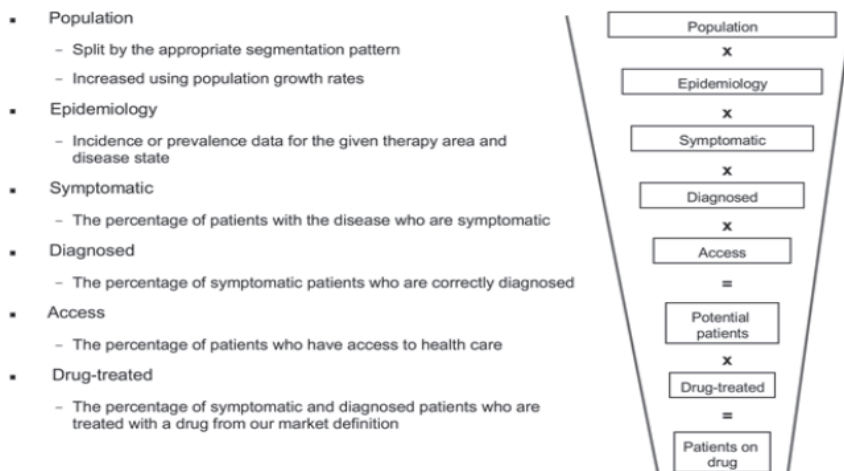 ▪ Population
– Split by the appropriate segmentation pattern
– Increased using population growth rates
▪ Epidemiology
– Incidence or prevalence data for the given therapy area and
disease state
▪ Symptomatic
– The percentage of patients with the disease who are symptomatic
▪ Diagnosed
– The percentage of symptomatic patients who are correctly diagnosed
▪ Access
– The percentage of patients who have access to health care
▪ Drug-treated
– The percentage of symptomatic and diagnosed patients who are
treated with a drug from our market definition
Population
x
Epidemiology
x
Symptomatic
x
Diagnosed
x
Access
=
Potential
patients
x
Drug-treated
=
Patients on
drug